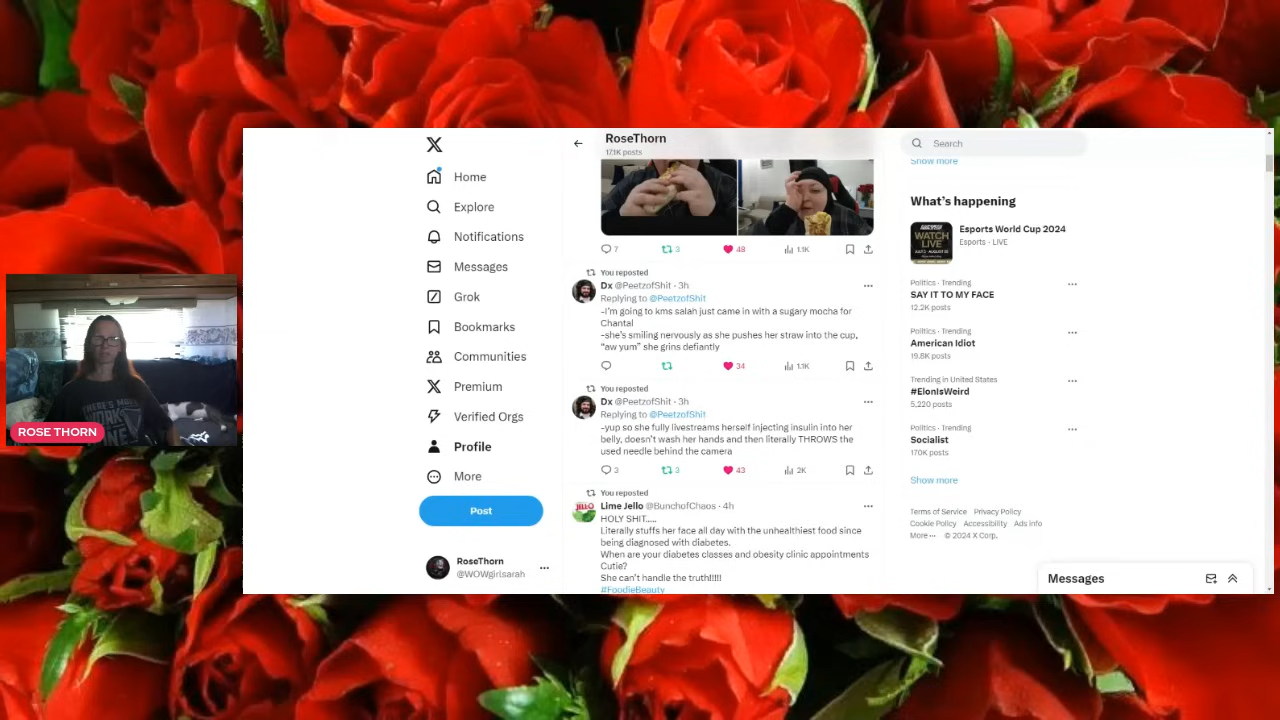 RoseThorn
17.1K posts
Search
Show more
Home
Explore
Notifications
Messages
Grok
Bookmarks
Communities
Premium
Verified Orgs
Profile
More
Post
RoseThorn
@WOWgirlsarah
7 3 48 1.1K
You reposted
Dx @PeetzofShit · 3h
Replying to @PeetzofShit
-I'm going to kms salah just came in with a sugary mocha for
Chantal
-she's smiling nervously as she pushes her straw into the cup,
"aw yum" she grins defiantly
34 1.1K
You reposted
Dx @PeetzofShit · 3h
Replying to @PeetzofShit
-yup so she fully livestreams herself injecting insulin into her
belly, doesn't wash her hands and then literally THROWS the
used needle behind the camera
3 3 43 2K
You reposted
Lime Jello @BunchofChaos · 4h
HOLY SHIT.....
Literally stuffs her face all day with the unhealthiest food since
being diagnosed with diabetes.
When are your diabetes classes and obesity clinic appointments
Cutie?
She can't handle the truth!!!!!
#FoodieBeauty
What's happening
WATCH
LIVE
Esports World Cup 2024
Esports · LIVE
Politics · Trending
SAY IT TO MY FACE
12.2K posts
Politics · Trending
American Idiot
19.8K posts
Trending in United States
#ElonIsWeird
5,220 posts
Politics · Trending
Socialist
170K posts
Show more
Terms of Service Privacy Policy
Cookie Policy Accessibility Ads info
More ··· © 2024 X Corp.
Messages
THERE'S MORE
WORK
ROSE THORN